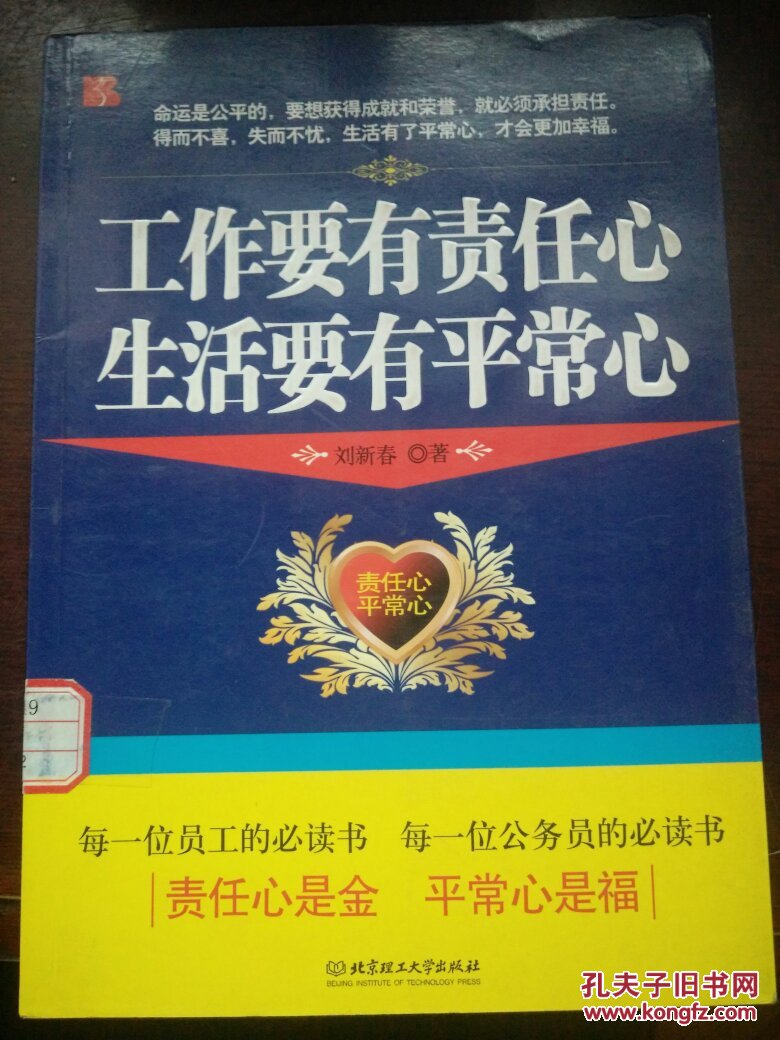 命运是公平的，要想获得成就和荣誉，就必须承担责任。
得而不喜，失而不忧，生活有了平常心，才会更加幸福。
工作要有责任心
生活要有平常心
刘新春 ◎著
责任心
平常心
9
2
每一位员工的必读书 每一位公务员的必读书
责任心是金 平常心是福
北京理工大学出版社
BEIJING INSTITUTE OF TECHNOLOGY PRESS
孔夫子旧书网
www.kongfz.com